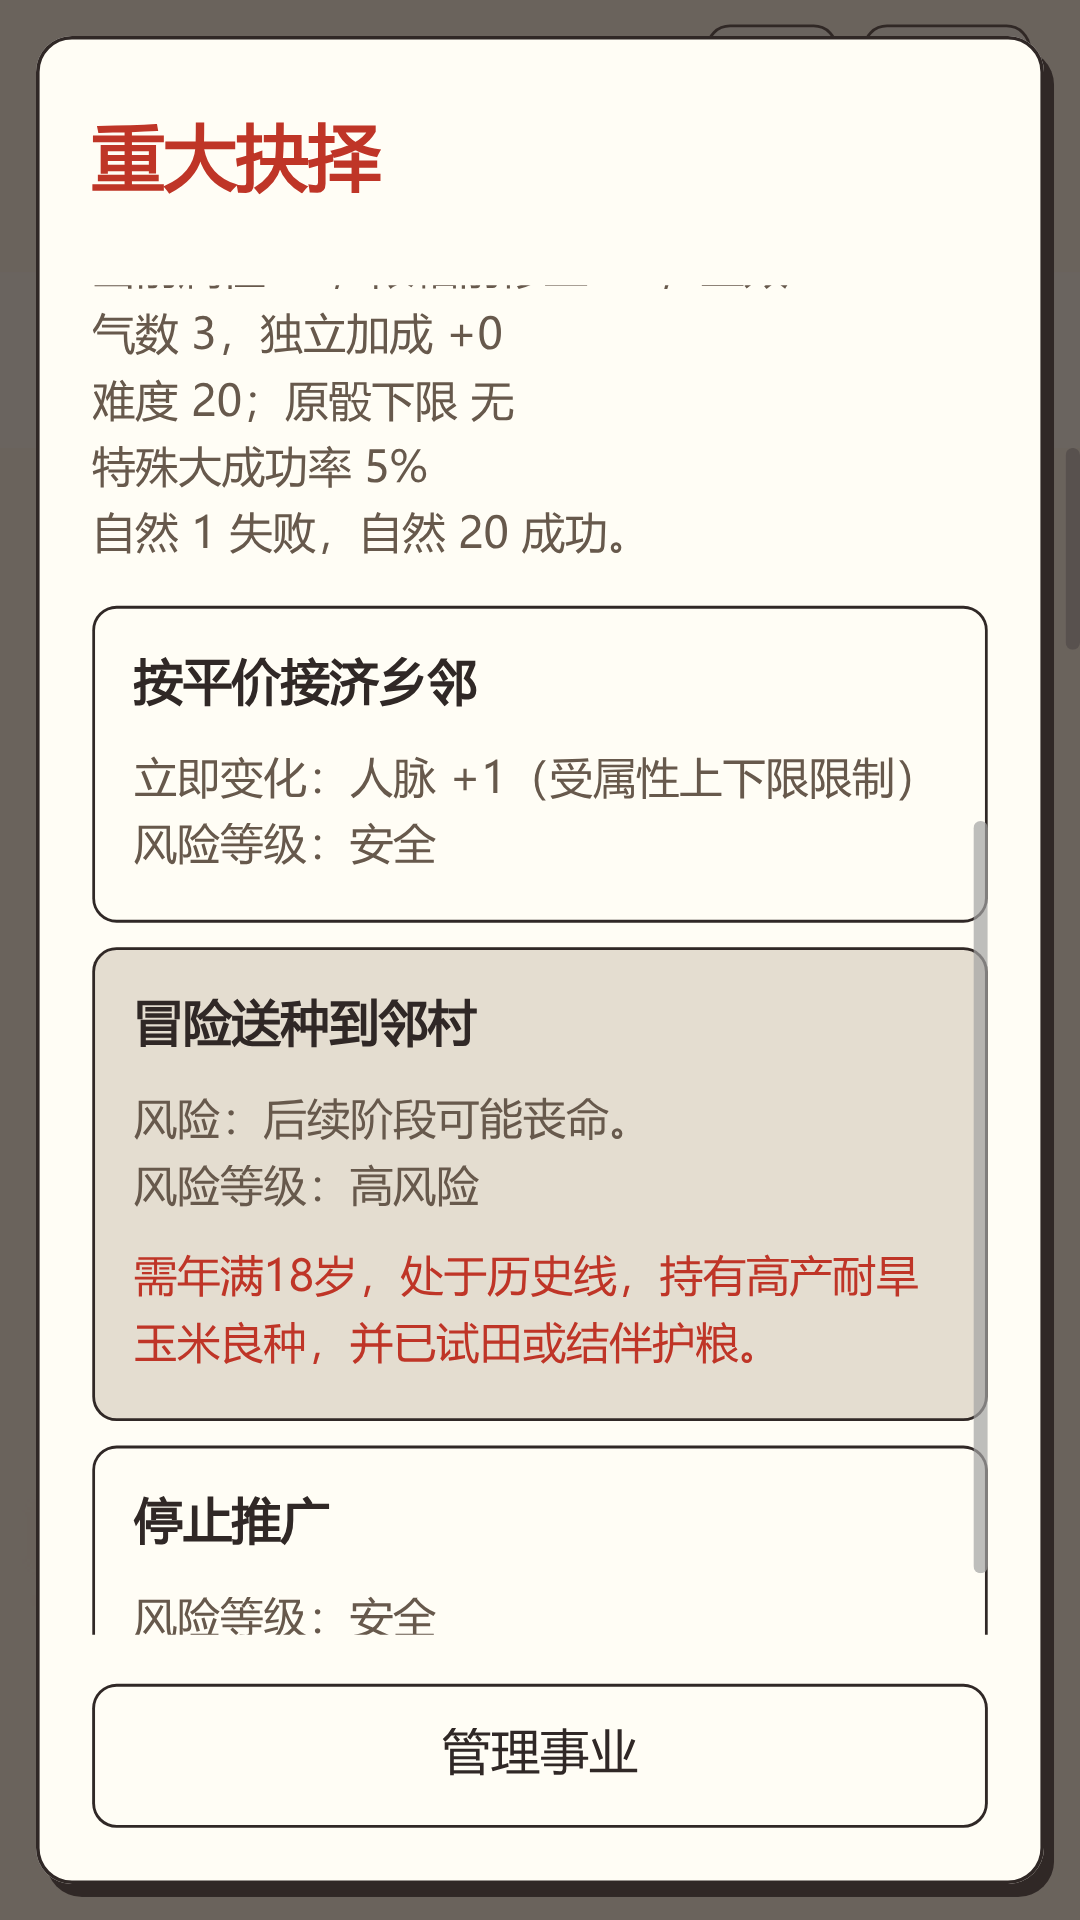 重大抉择
气数 3，独立加成 +0
难度 20；原骰下限 无
特殊大成功率 5%
自然 1 失败，自然 20 成功。
按平价接济乡邻
立即变化：人脉 +1（受属性上下限限制）
风险等级：安全
冒险送种到邻村
风险：后续阶段可能丧命。
风险等级：高风险
需年满18岁，处于历史线，持有高产耐旱
玉米良种，并已试田或结伴护粮。
停止推广
风险等级：安全
管理事业